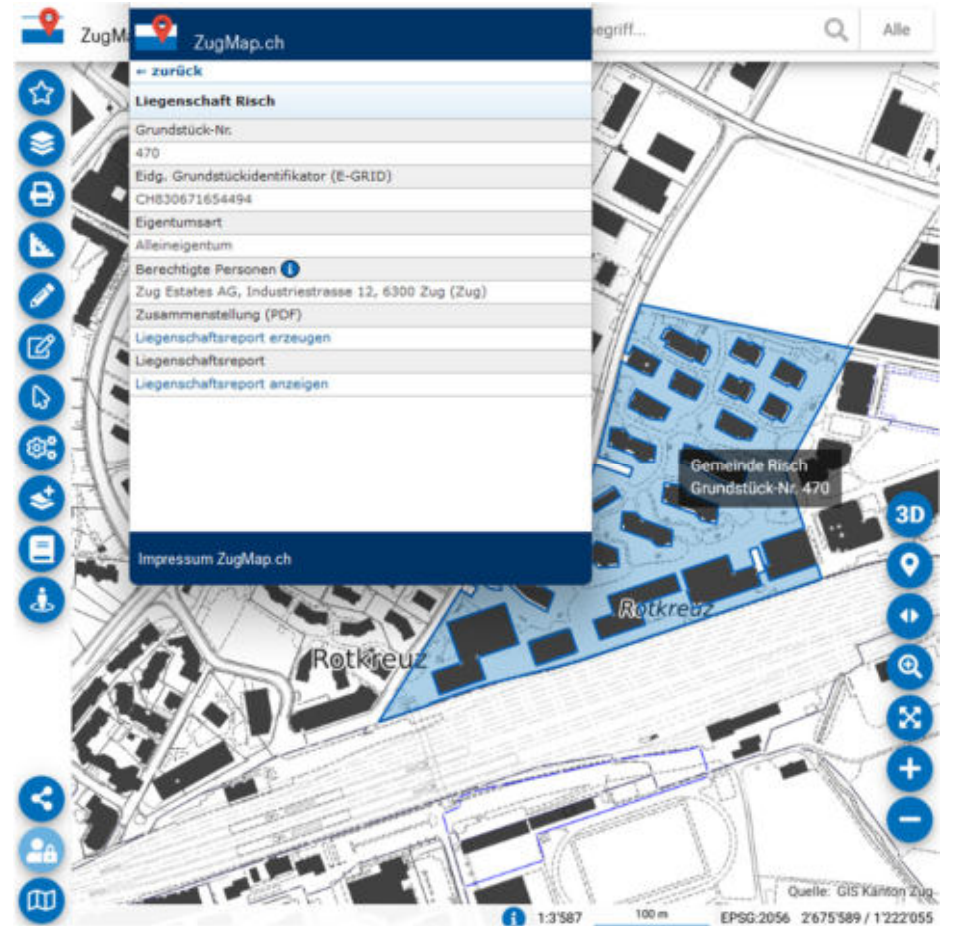 ZugMap.ch
egriff...
Alle
← zurück
Liegenschaft Risch
Grundstück-Nr.
470
Eidg. Grundstückidentifikator (E-GRID)
CH830671654494
Eigentumsart
Alleineigentum
Berechtigte Personen
Zug Estates AG, Industriestrasse 12, 6300 Zug (Zug)
Zusammenstellung (PDF)
Liegenschaftsreport erzeugen
Liegenschaftsreport
Liegenschaftsreport anzeigen
Impressum ZugMap.ch
Gemeinde Risch
Grundstück-Nr. 470
3D
Rotkreuz
Rotkreuz
Quelle: GIS Kanton Zug
1:3'587
100 m
EPSG:2056 2'675'589 / 1'222'055